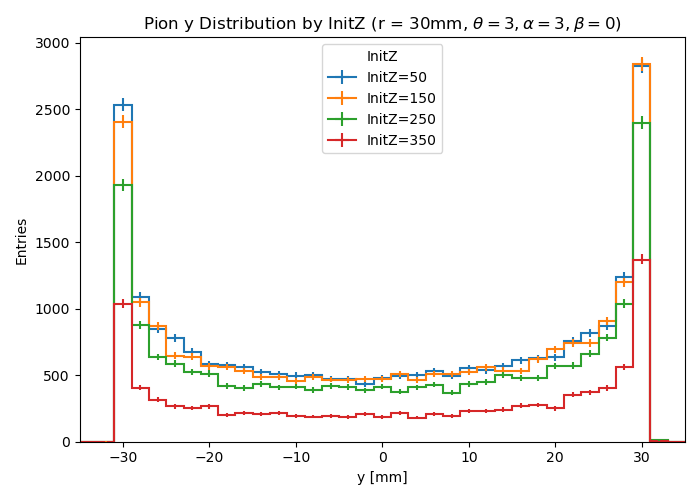 Pion y Distribution by InitZ (r = 30mm, θ = 3, α = 3, β = 0)
3000
2500
2000
1500
1000
500
0
Entries
InitZ
InitZ=50
InitZ=150
InitZ=250
InitZ=350
−30 −20 −10 0 10 20 30
y [mm]